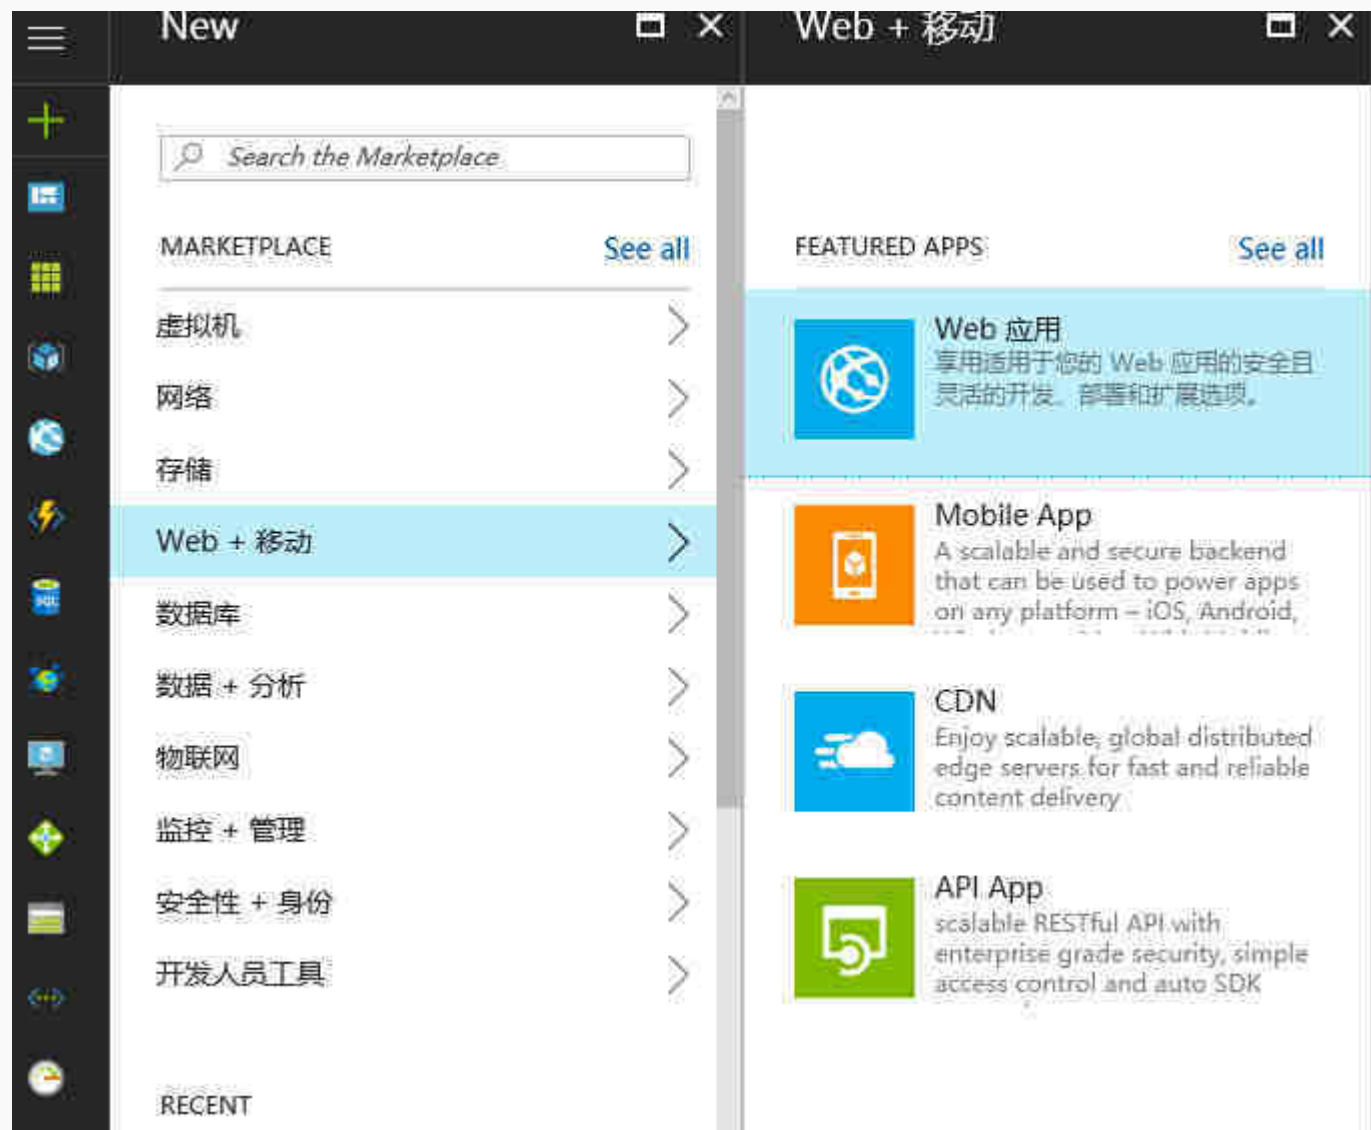 New
Search the Marketplace
MARKETPLACE See all
虚拟机
网络
存储
Web + 移动
数据库
数据 + 分析
物联网
监控 + 管理
安全性 + 身份
开发人员工具
RECENT
Web + 移动
FEATURED APPS See all
Web 应用
享用适用于您的 Web 应用的安全且
灵活的开发、部署和扩展选项。
Mobile App
A scalable and secure backend
that can be used to power apps
on any platform – iOS, Android,
CDN
Enjoy scalable, global distributed
edge servers for fast and reliable
content delivery
API App
scalable RESTful API with
enterprise grade security, simple
access control and auto SDK